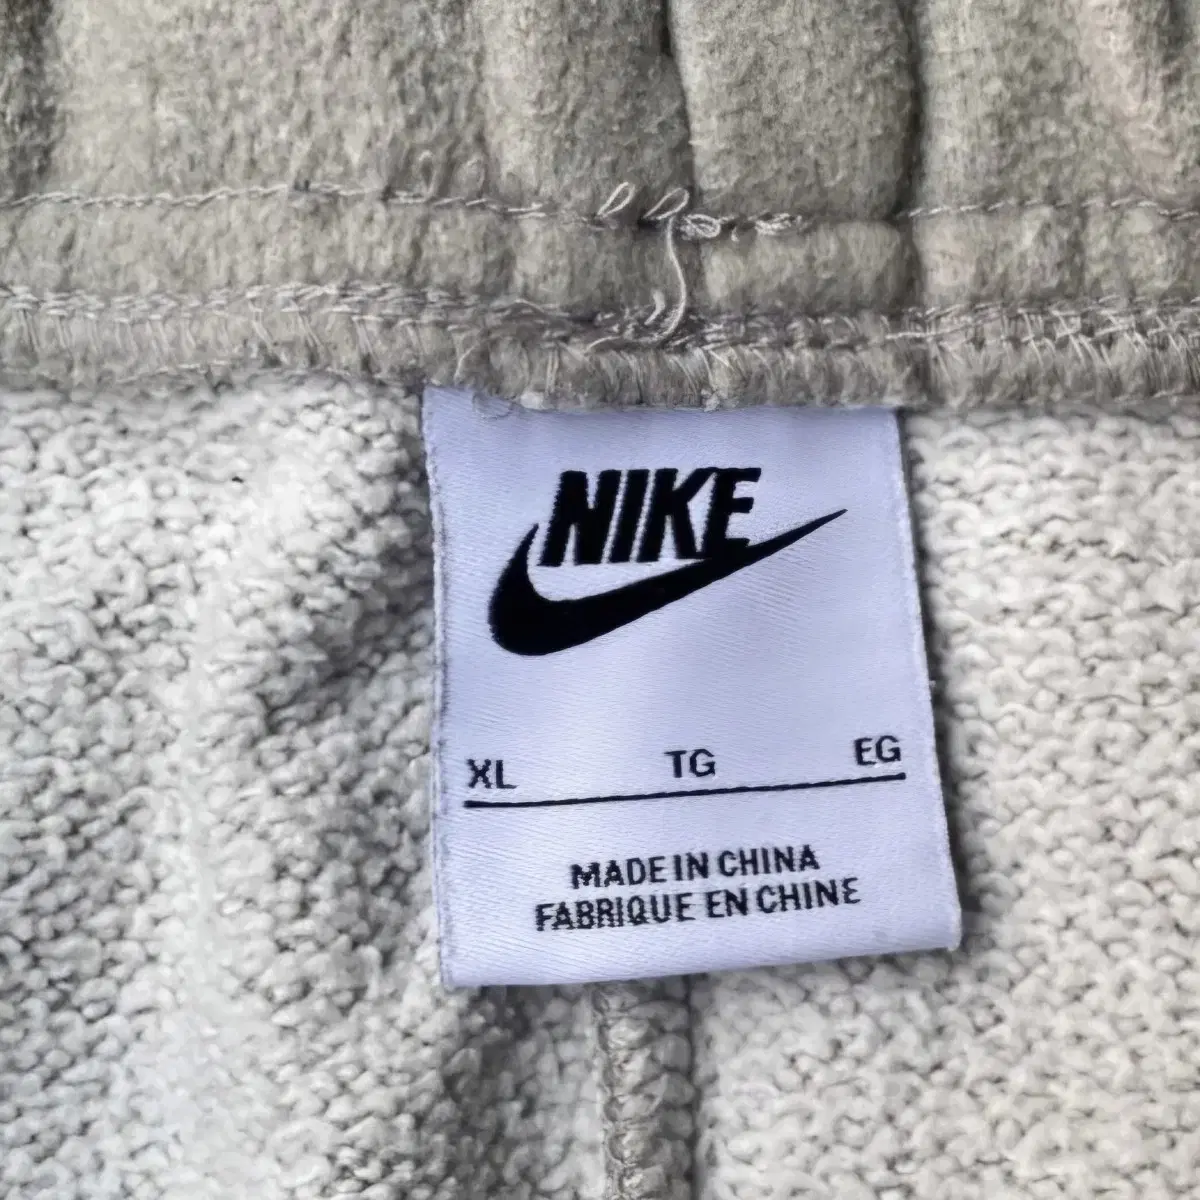 NIKE
XL TG EG
MADE IN CHINA
FABRIQUE EN CHINE